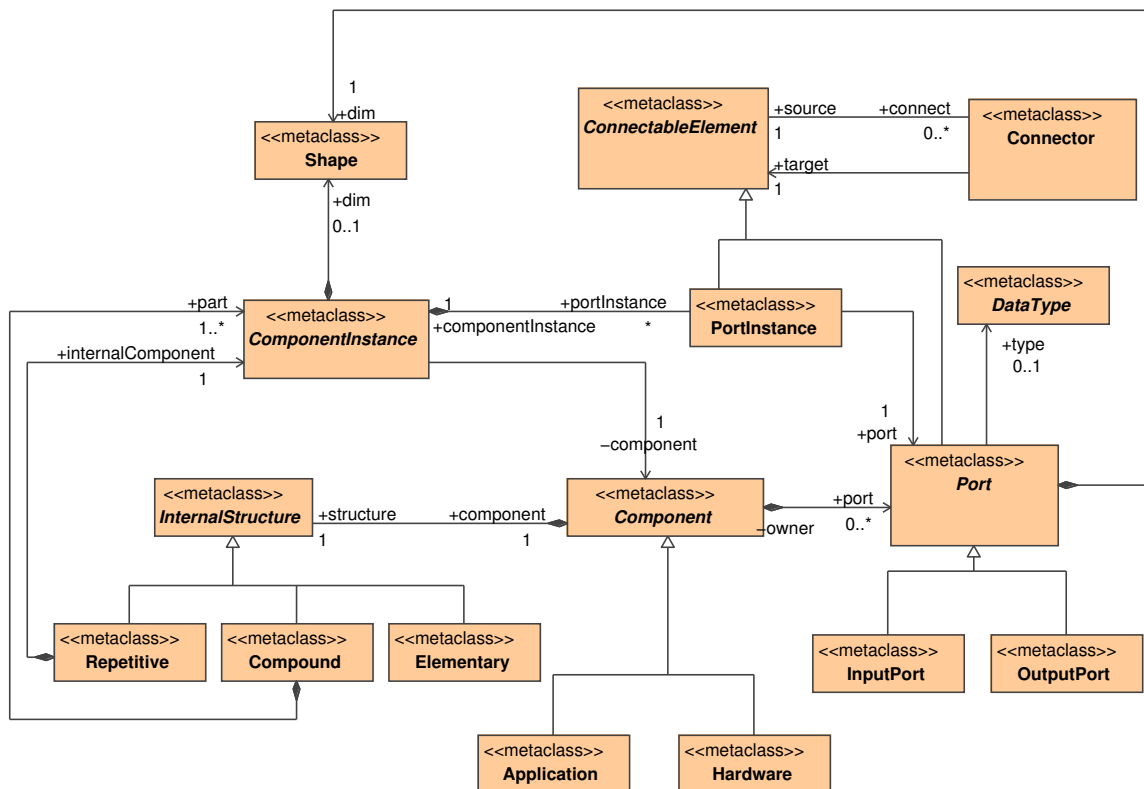 1
+dim
<<metaclass>>
Shape
+dim
0..1
<<metaclass>>
ConnectableElement
+source
+connect
1
0..*
+target
1
<<metaclass>>
Connector
+part
1..*
+internalComponent
1
<<metaclass>>
ComponentInstance
1
+portInstance
+componentInstance
*
<<metaclass>>
PortInstance
<<metaclass>>
DataType
+type
0..1
1
+port
1
−component
<<metaclass>>
InternalStructure
+structure
+component
1
1
<<metaclass>>
Component
+port
−owner
0..*
<<metaclass>>
Port
<<metaclass>>
Repetitive
<<metaclass>>
Compound
<<metaclass>>
Elementary
<<metaclass>>
InputPort
<<metaclass>>
OutputPort
<<metaclass>>
Application
<<metaclass>>
Hardware